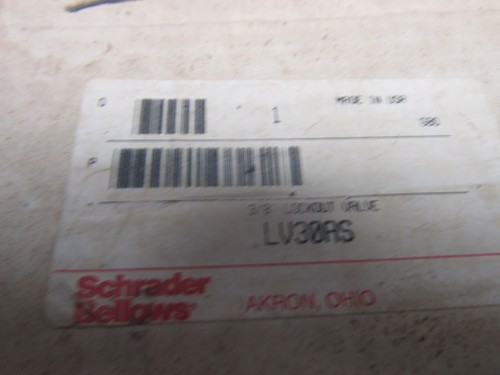 Q
1
MADE IN USA
P
3/8 LOCKOUT VALVE
LV30AS
Schrader
Bellows
AKRON, OHIO